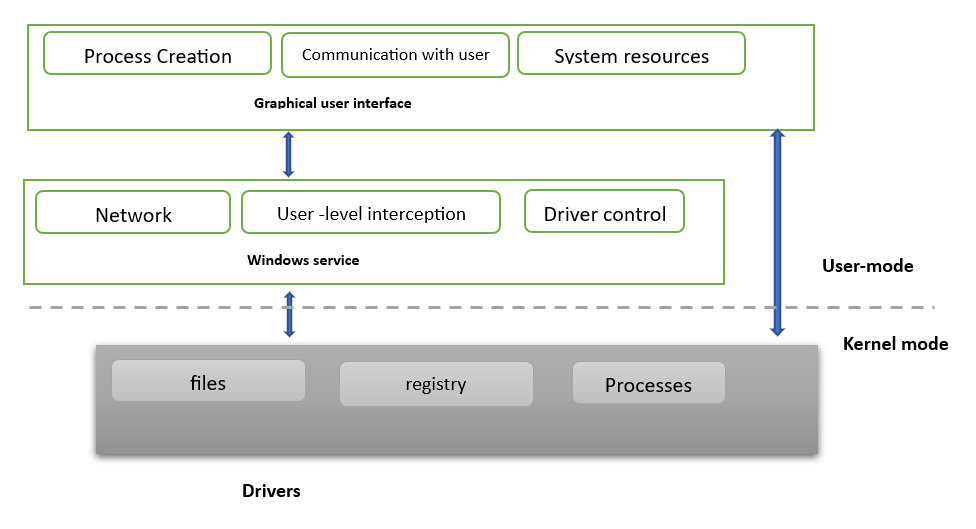 Process Creation
Communication with user
System resources
Graphical user interface
Network
User -level interception
Driver control
Windows service
User-mode
Kernel mode
files
registry
Processes
Drivers